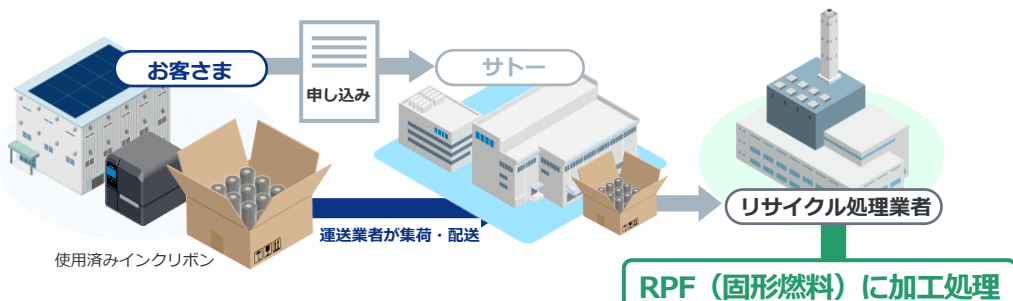 お客さま
申し込み
サトー
リサイクル処理業者
運送業者が集荷・配送
使用済みインクリボン
RPF（固形燃料）に加工処理